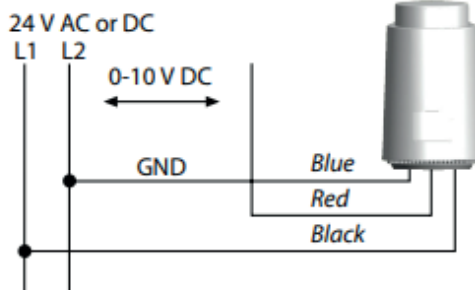 24 V AC or DC
L1 L2
0-10 V DC
GND
Blue
Red
Black